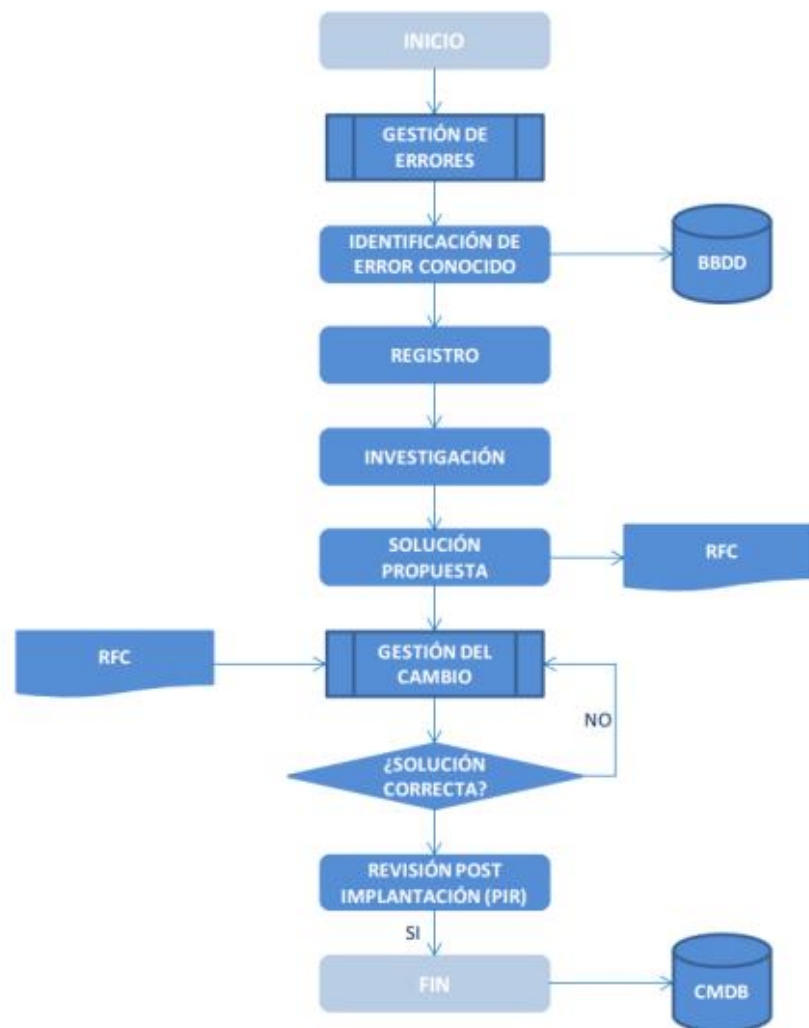 INICIO
GESTIÓN DE
ERRORES
IDENTIFICACIÓN DE
ERROR CONOCIDO
BBDD
REGISTRO
INVESTIGACIÓN
SOLUCIÓN
PROPUESTA
RFC
RFC
GESTIÓN DEL
CAMBIO
NO
¿SOLUCIÓN
CORRECTA?
REVISIÓN POST
IMPLANTACIÓN (PIR)
SI
FIN
CMDB